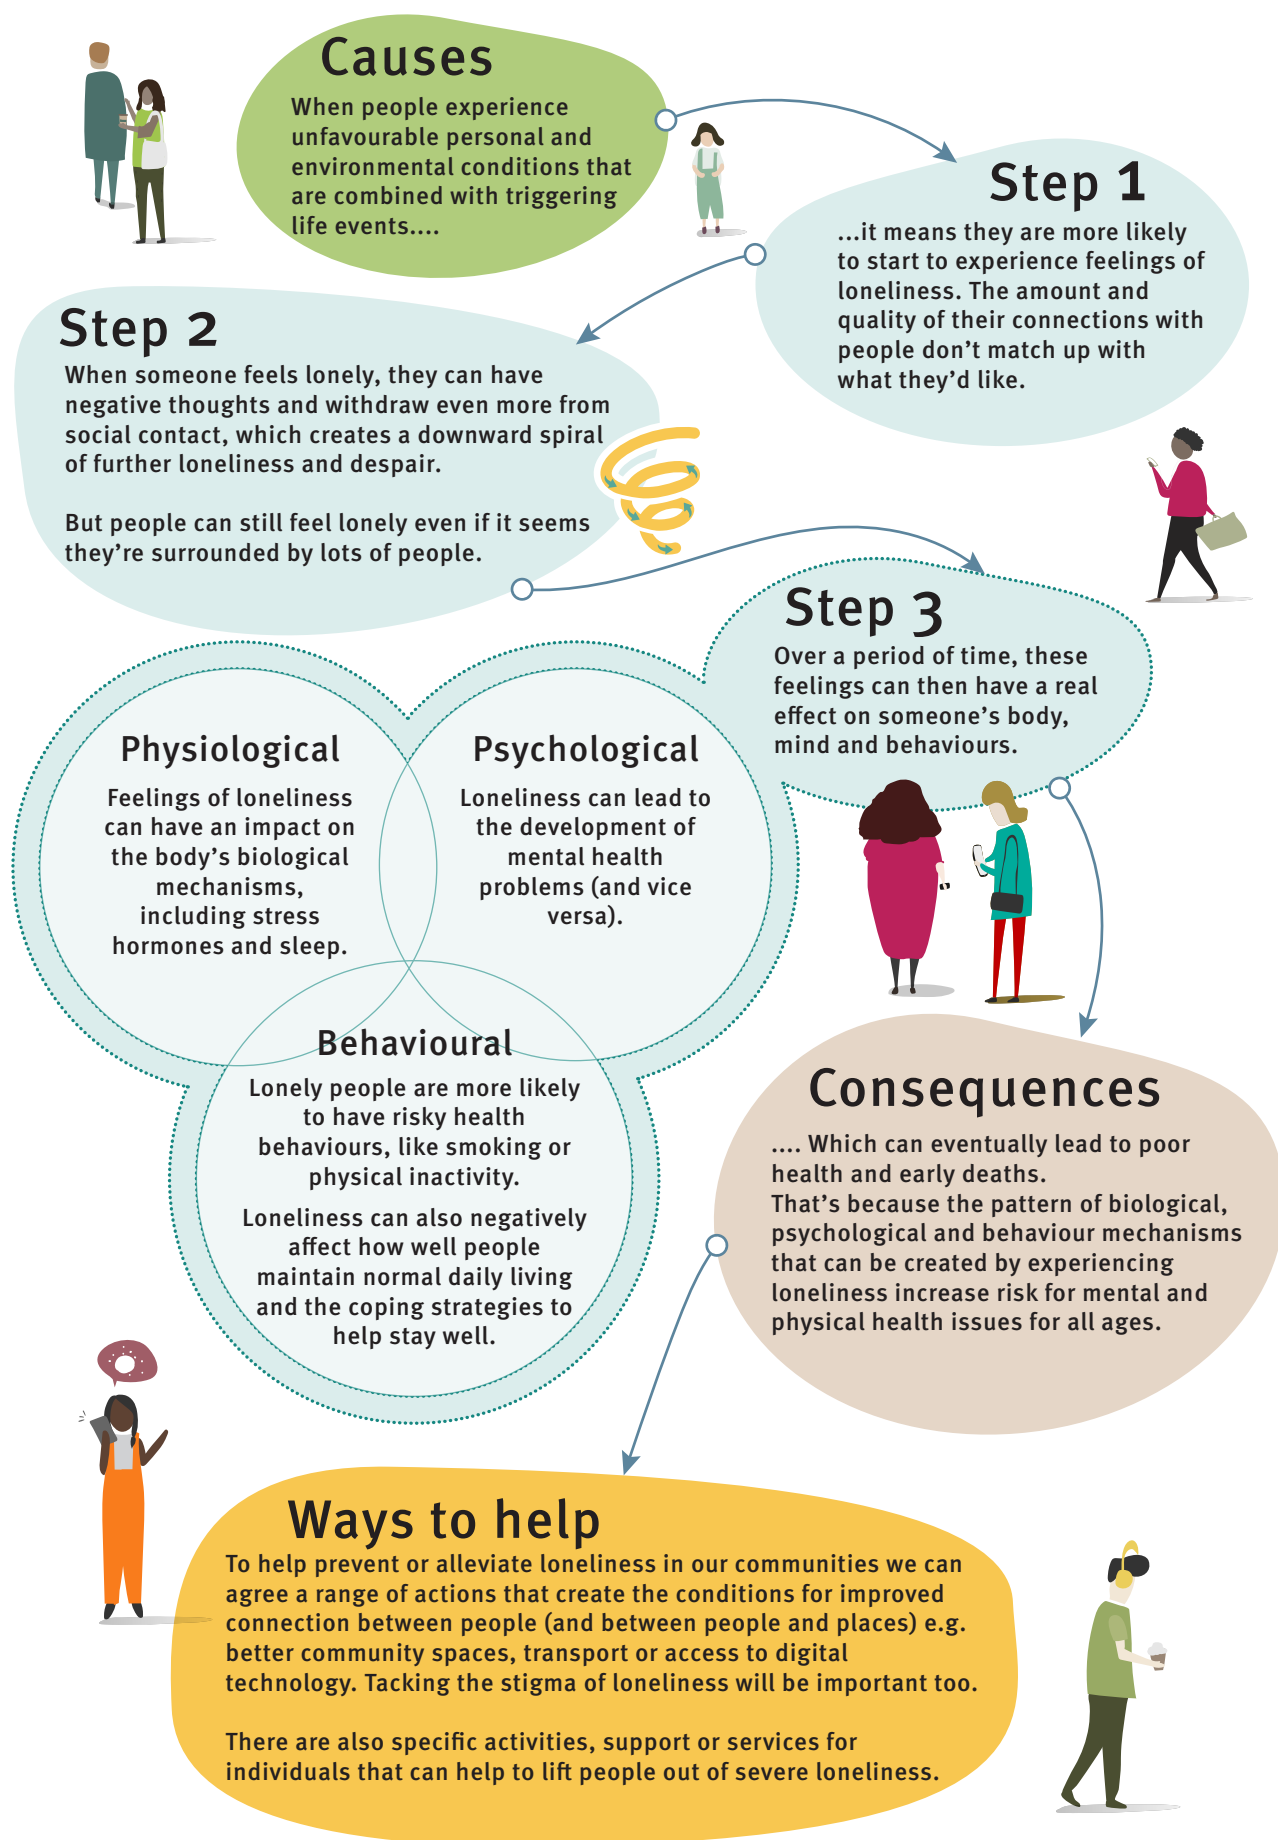 Causes
When people experience
unfavourable personal and
environmental conditions that
are combined with triggering
life events....
Step 1
...it means they are more likely
to start to experience feelings of
loneliness. The amount and
quality of their connections with
people don’t match up with
what they’d like.
Step 2
When someone feels lonely, they can have
negative thoughts and withdraw even more from
social contact, which creates a downward spiral
of further loneliness and despair.
But people can still feel lonely even if it seems
they’re surrounded by lots of people.
Step 3
Over a period of time, these
feelings can then have a real
effect on someone’s body,
mind and behaviours.
Physiological
Feelings of loneliness
can have an impact on
the body’s biological
mechanisms,
including stress
hormones and sleep.
Psychological
Loneliness can lead to
the development of
mental health
problems (and vice
versa).
Behavioural
Lonely people are more likely
to have risky health
behaviours, like smoking or
physical inactivity.
Loneliness can also negatively
affect how well people
maintain normal daily living
and the coping strategies to
help stay well.
Consequences
.... Which can eventually lead to poor
health and early deaths.
That’s because the pattern of biological,
psychological and behaviour mechanisms
that can be created by experiencing
loneliness increase risk for mental and
physical health issues for all ages.
Ways to help
To help prevent or alleviate loneliness in our communities we can
agree a range of actions that create the conditions for improved
connection between people (and between people and places) e.g.
better community spaces, transport or access to digital
technology. Tacking the stigma of loneliness will be important too.
There are also specific activities, support or services for
individuals that can help to lift people out of severe loneliness.